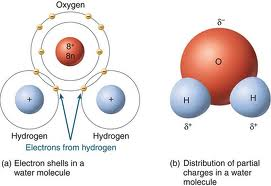 Oxygen
8+
8n
+
+
Hydrogen
Hydrogen
Electrons from hydrogen
(a) Electron shells in a
water molecule
δ–
O
H
H
δ+
δ+
(b) Distribution of partial
charges in a water
molecule